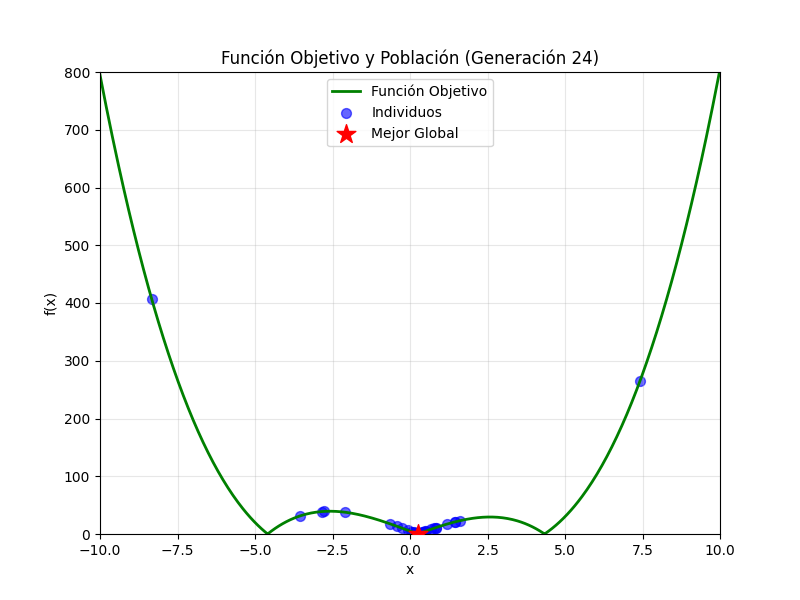 Función Objetivo y Población (Generación 24)
Función Objetivo
Individuos
Mejor Global
800
700
600
500
400
300
200
100
0
f(x)
−10.0 −7.5 −5.0 −2.5 0.0 2.5 5.0 7.5 10.0
x